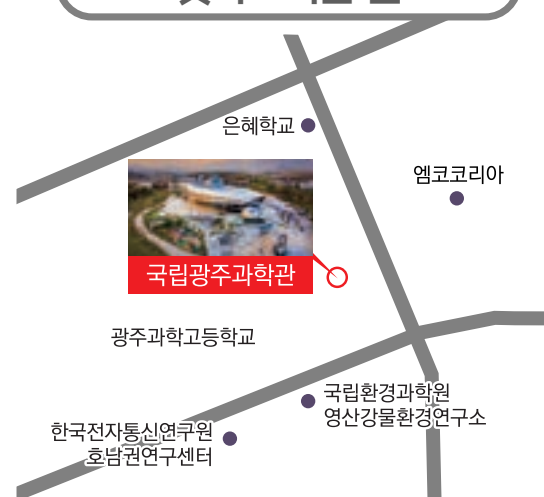 은혜학교
엠코코리아
국립광주과학관
광주과학고등학교
국립환경과학원
영산강물환경연구소
한국전자통신연구원
호남권연구센터